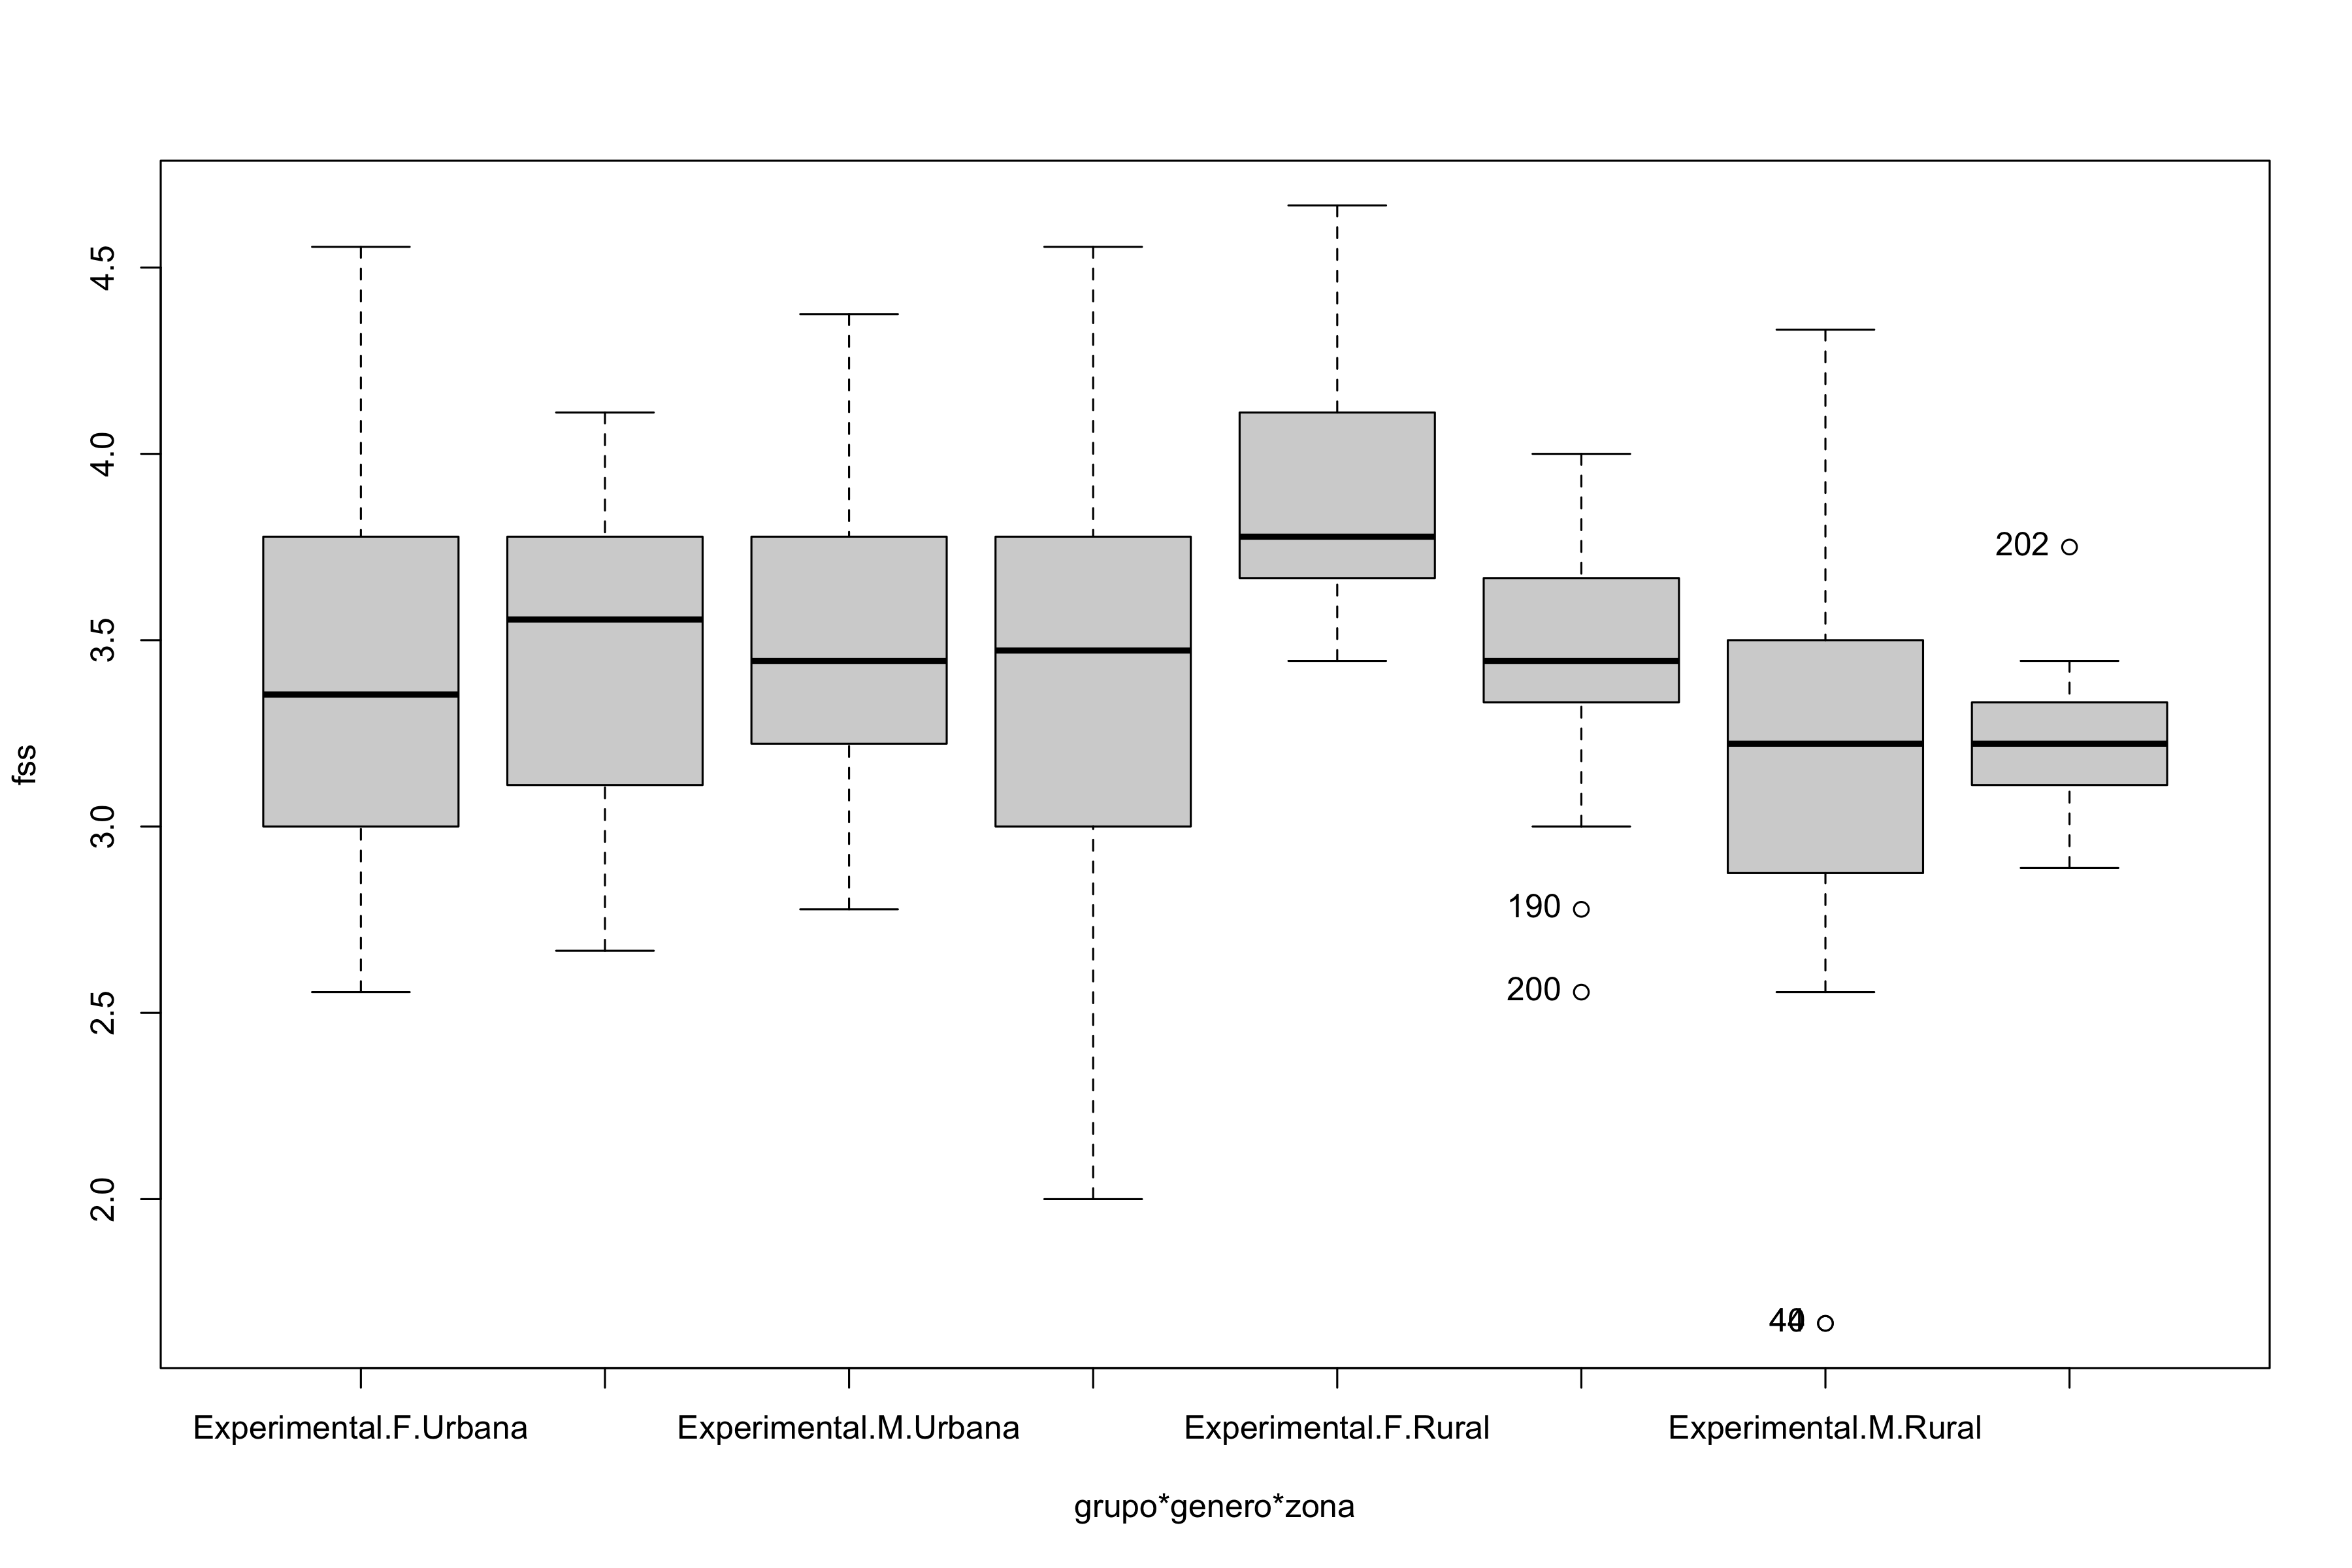 fss
4.5
4.0
3.5
3.0
2.5
2.0
202
190
200
Experimental.F.Urbana
Experimental.M.Urbana
Experimental.F.Rural
Experimental.M.Rural
grupo*genero*zona